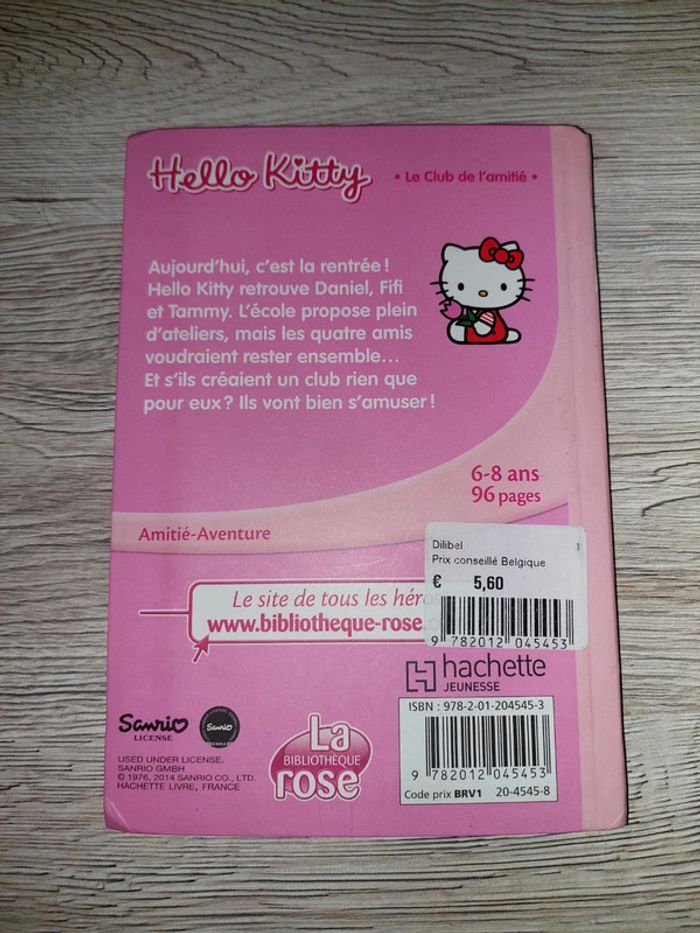 Hello Kitty
• Le Club de l'amitié •
Aujourd'hui, c'est la rentrée !
Hello Kitty retrouve Daniel, Fifi
et Tammy. L'école propose plein
d'ateliers, mais les quatre amis
voudraient rester ensemble...
Et s'ils créaient un club rien que
pour eux ? Ils vont bien s'amuser !
6-8 ans
96 pages
Amitié-Aventure
Dilibel 1
Prix conseillé Belgique
€ 5,60
9 782012 045453
Le site de tous les héros
www.bibliotheque-rose.
hachette
JEUNESSE
ISBN : 978-2-01-204545-3
9 782012 045453
Code prix BRV1 20-4545-8
Sanrio
LICENSE
Sanrio
USED UNDER LICENSE.
SANRIO GMBH
© 1976, 2014 SANRIO CO., LTD.
HACHETTE LIVRE, FRANCE
La
BIBLIOTHÈQUE
rose